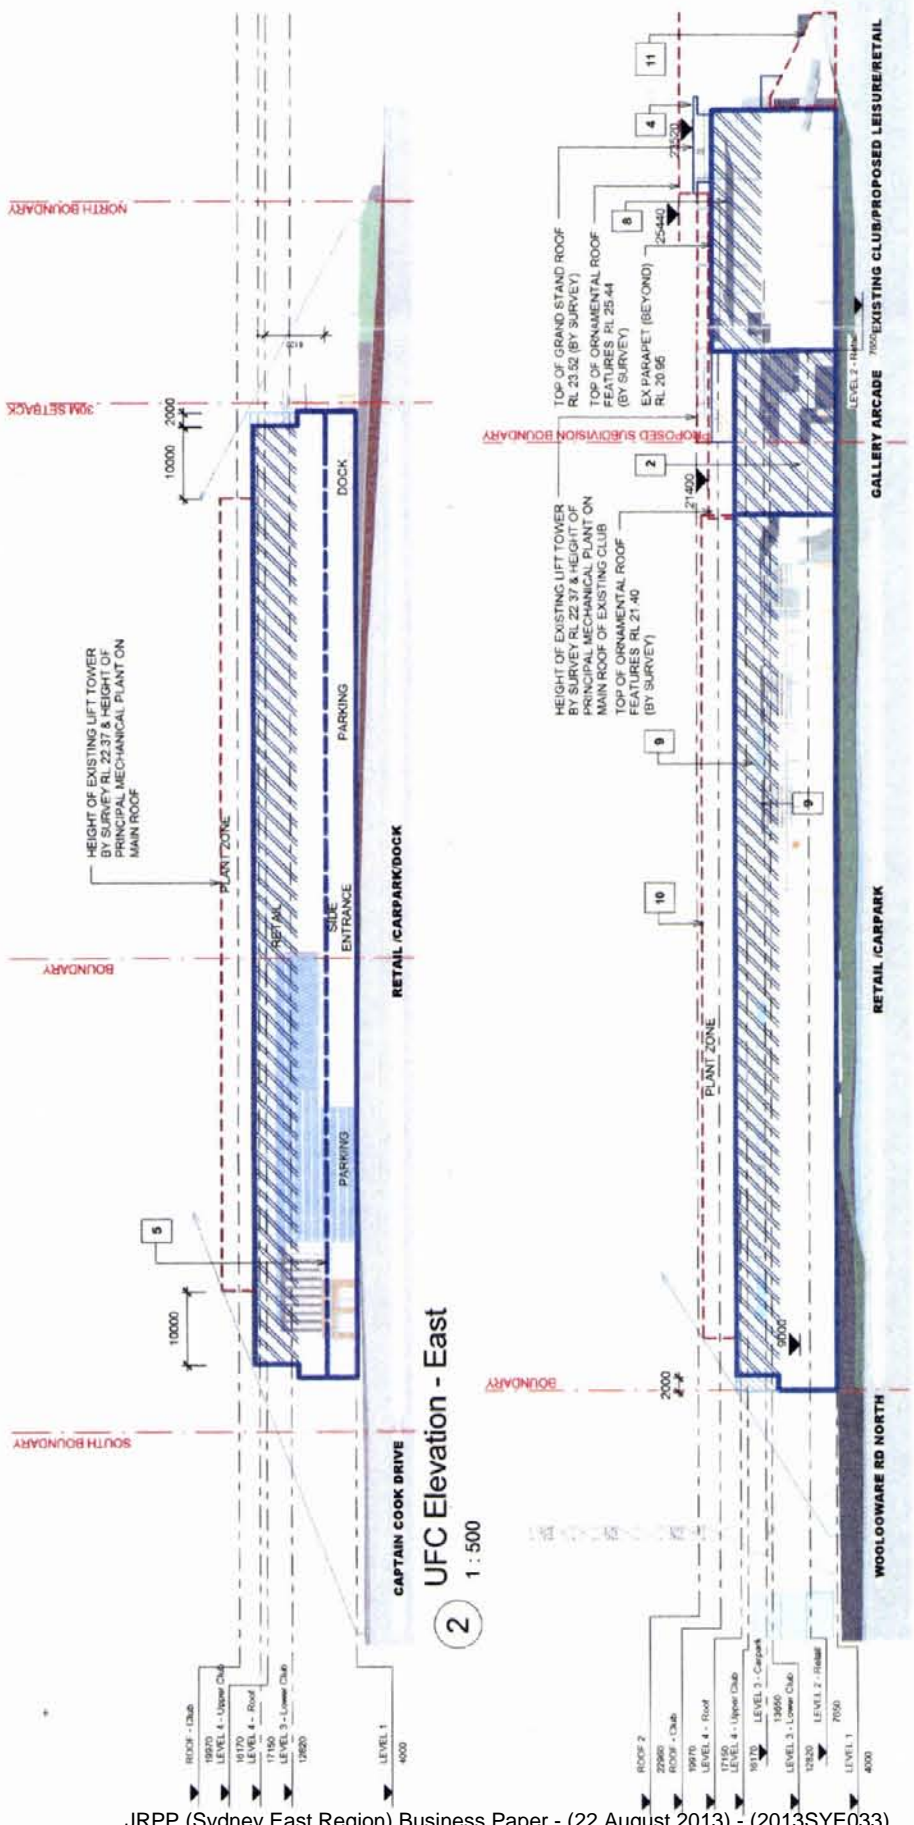 NORTH BOUNDARY
30M SETBACK
BOUNDARY
SOUTH BOUNDARY
2000
10000
HEIGHT OF EXISTING LIFT TOWER
BY SURVEY RL 22.37 & HEIGHT OF
PRINCIPAL MECHANICAL PLANT ON
MAIN ROOF
PLANT ZONE
RETAIL
DOCK
PARKING
SIDE
ENTRANCE
PARKING
5
10000
RETAIL /CARPARK/DOCK
CAPTAIN COOK DRIVE
ROOF - Club
19970
LEVEL 4 - Upper Club
16170
LEVEL 4 - Roof
17150
LEVEL 3 - Lower Club
12820
LEVEL 1
4000
2
UFC Elevation - East
1 : 500
11
4
23520
8
25440
TOP OF GRAND STAND ROOF
RL 23.52 (BY SURVEY)
TOP OF ORNAMENTAL ROOF
FEATURES RL 25.44
(BY SURVEY)
EX PARAPET (BEYOND)
RL 20.95
PROPOSED SUBDIVISION BOUNDARY
2
21400
HEIGHT OF EXISTING LIFT TOWER
BY SURVEY RL 22.37 & HEIGHT OF
PRINCIPAL MECHANICAL PLANT ON
MAIN ROOF OF EXISTING CLUB
TOP OF ORNAMENTAL ROOF
FEATURES RL 21.40
(BY SURVEY)
9
10
PLANT ZONE
9000
BOUNDARY
2000
7650
EXISTING CLUB/PROPOSED LEISURE/RETAIL
GALLERY ARCADE
RETAIL /CARPARK
WOOLOOWARE RD NORTH
ROOF 2
22960
ROOF - Club
19970
LEVEL 4 - Roof
17150
LEVEL 4 - Upper Club
16170
LEVEL 3 - Carpark
13650
LEVEL 3 - Lower Club
12820
LEVEL 2 - Retail
7650
LEVEL 1
4000
JRPP (Sydney East Region) Business Paper - (22 August 2013) - (2013SYE033)